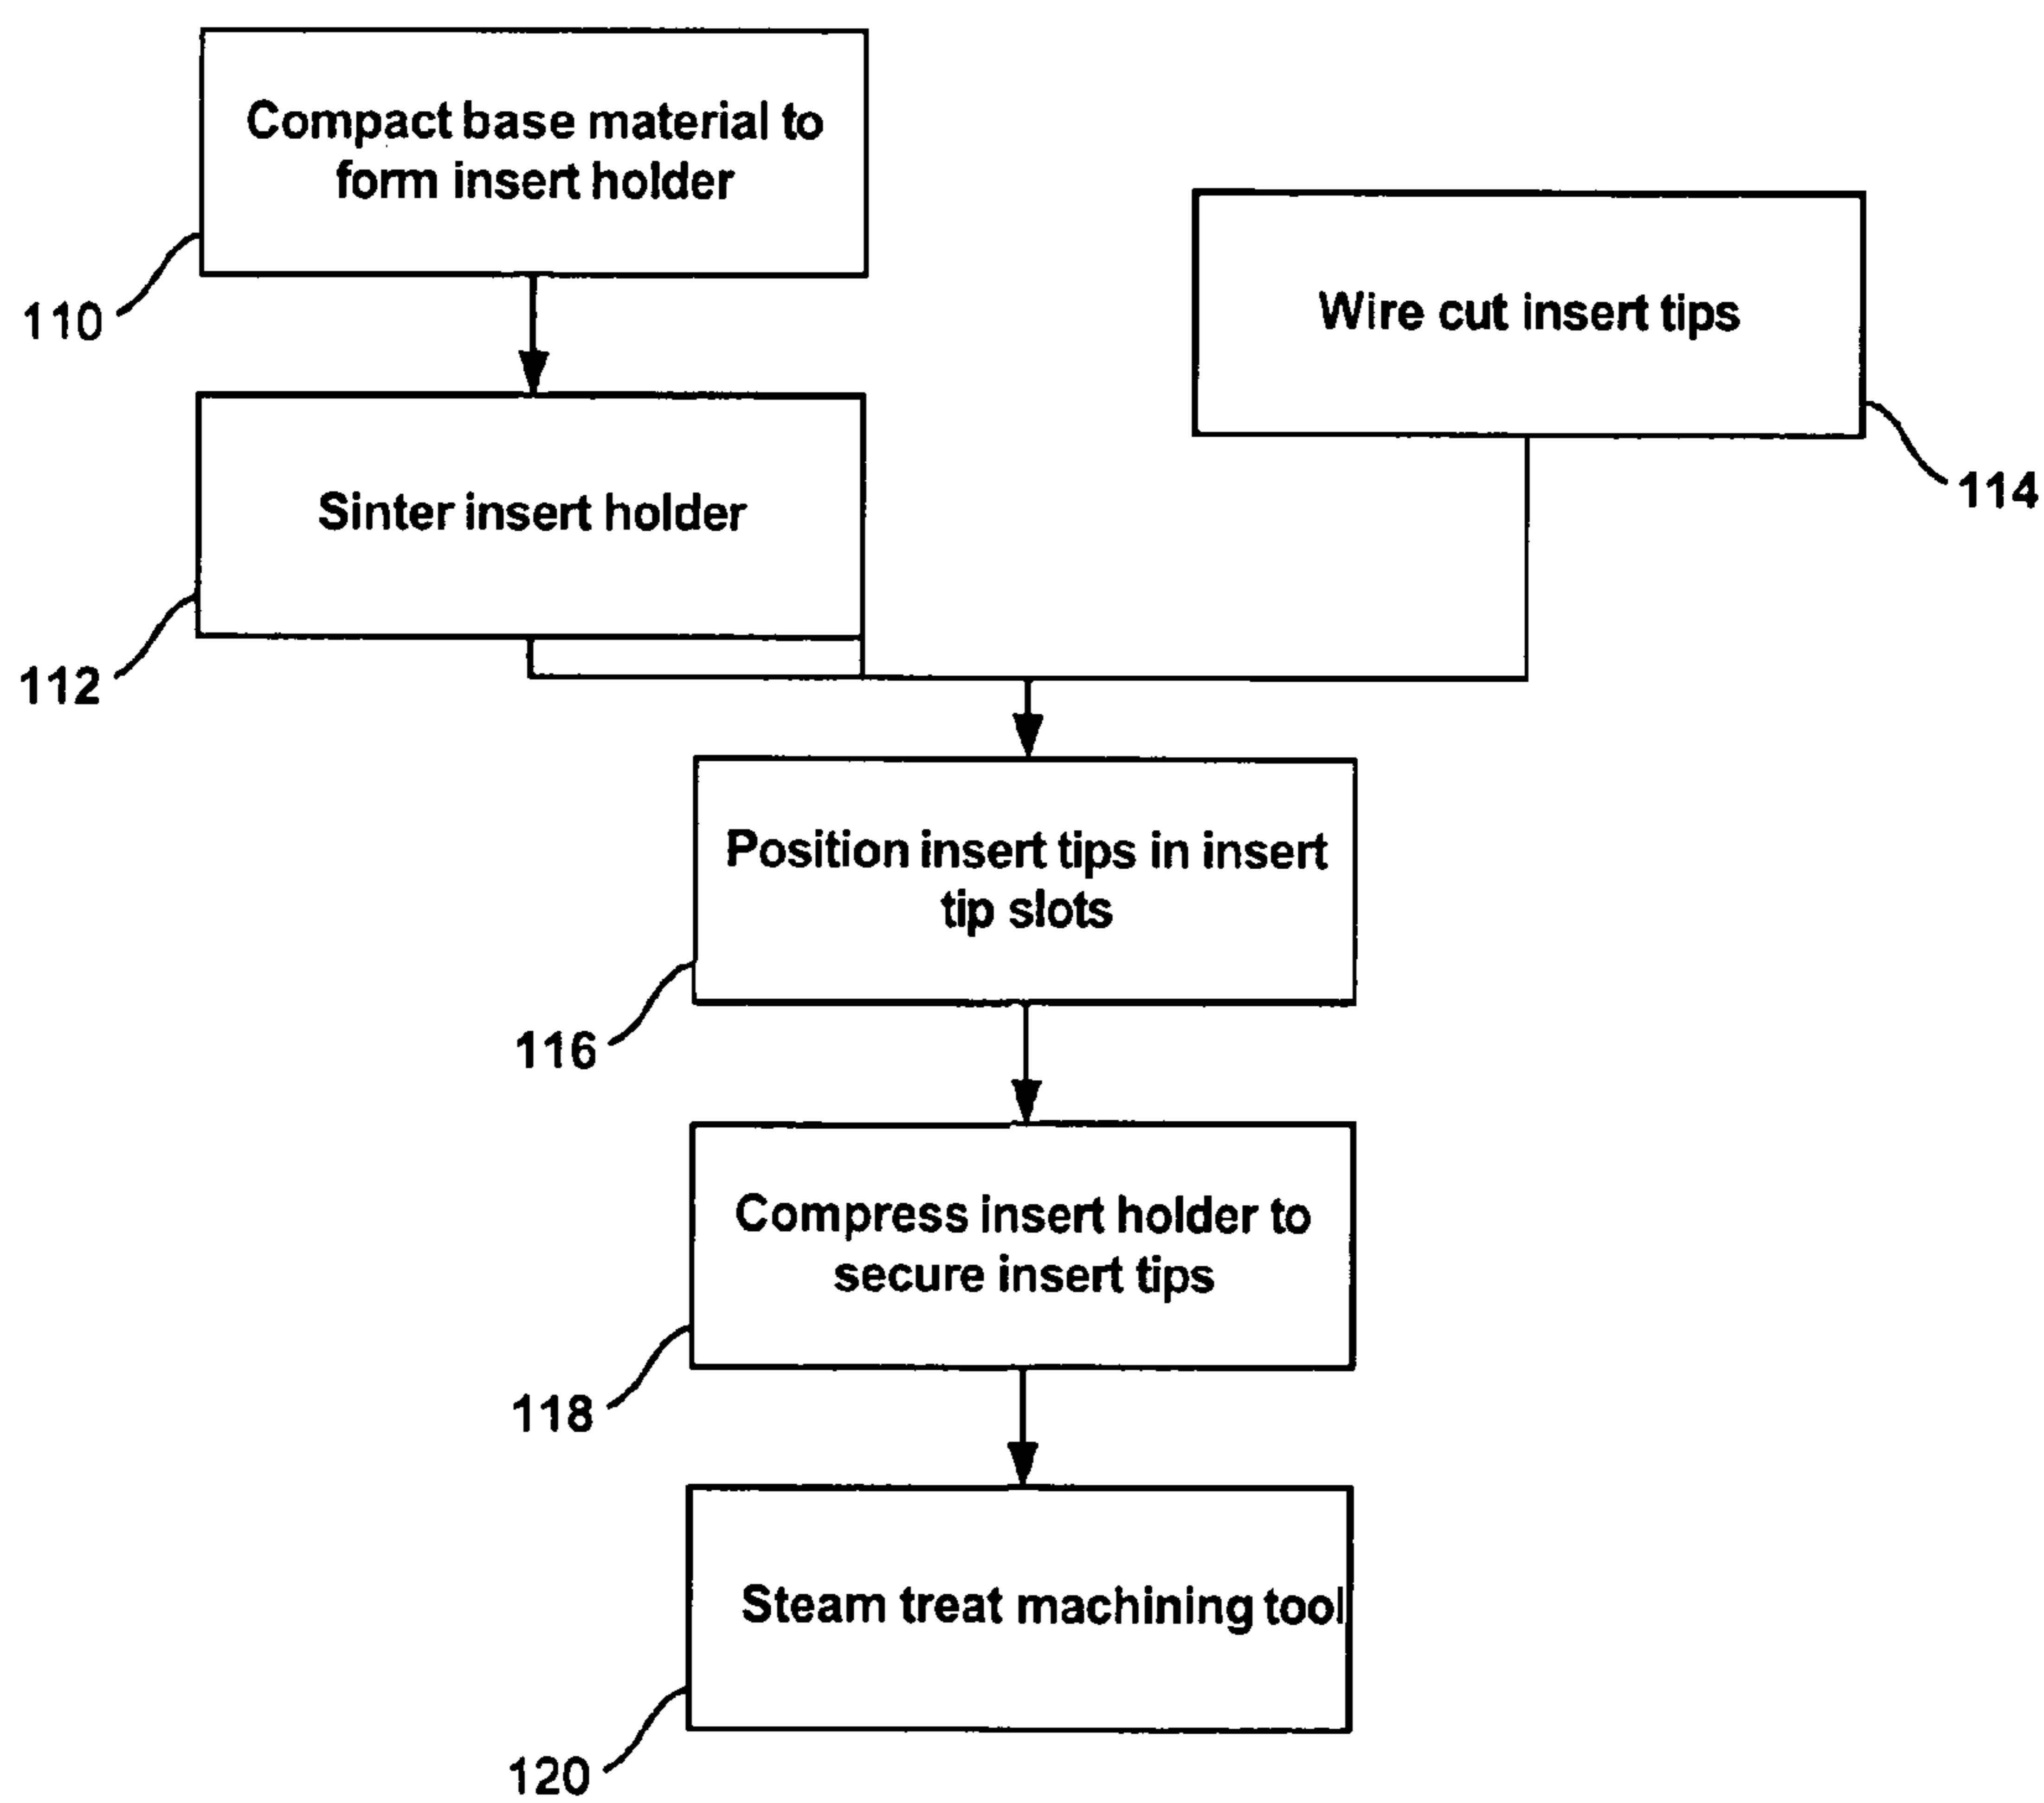 Compact base material to
form insert holder
110
Wire cut insert tips
114
Sinter insert holder
112
Position insert tips in insert
tip slots
116
Compress insert holder to
secure insert tips
118
Steam treat machining tool
120